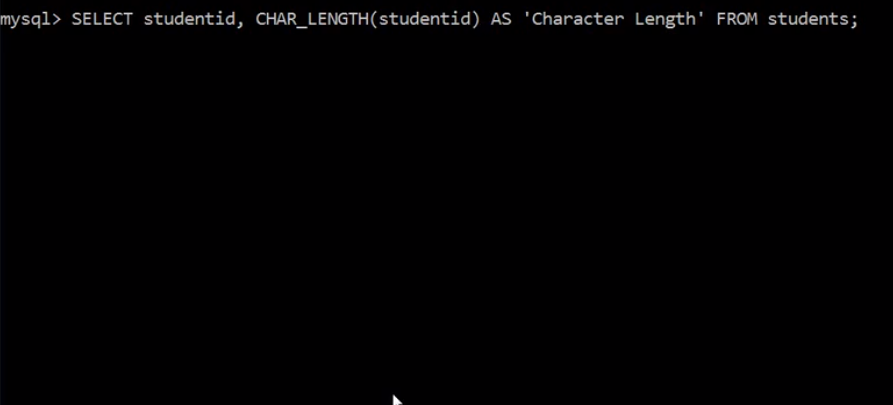 mysql> SELECT studentid, CHAR_LENGTH(studentid) AS 'Character Length' FROM students;